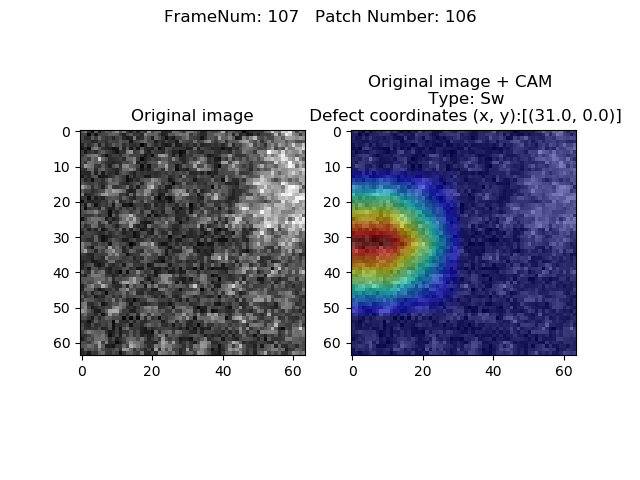 FrameNum: 107   Patch Number: 106
Original image
Original image + CAM
Type: Sw
Defect coordinates (x, y):[(31.0, 0.0)]
0
10
20
30
40
50
60
0 20 40 60
0
10
20
30
40
50
60
0 20 40 60